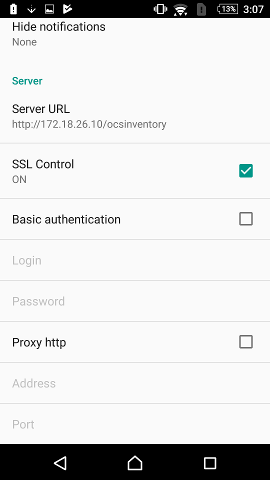 13%
3:07
Hide notifications
None
Server
Server URL
http://172.18.26.10/ocsinventory
SSL Control
ON
Basic authentication
Login
Password
Proxy http
Address
Port